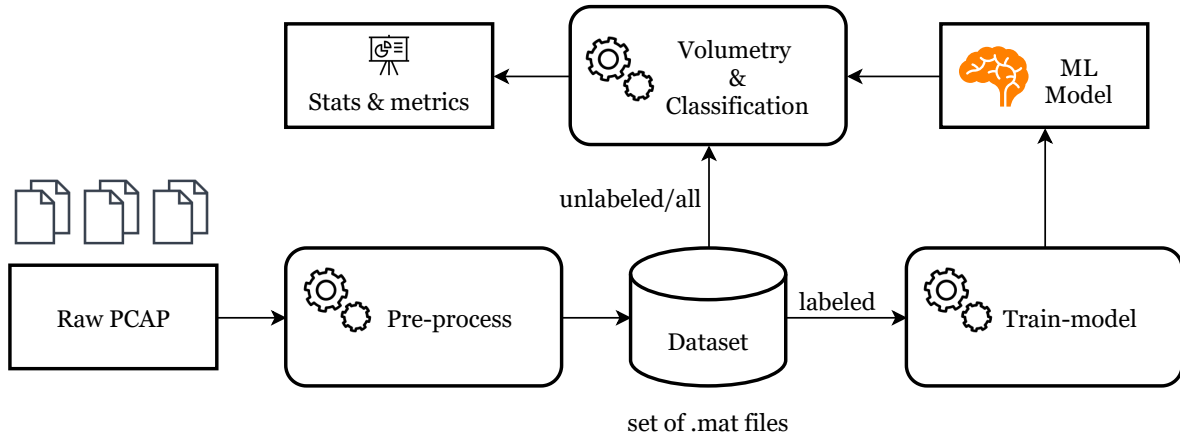 Stats & metrics
Volumetry
&
Classification
ML
Model
unlabeled/all
Raw PCAP
Pre-process
Dataset
labeled
Train-model
set of .mat files